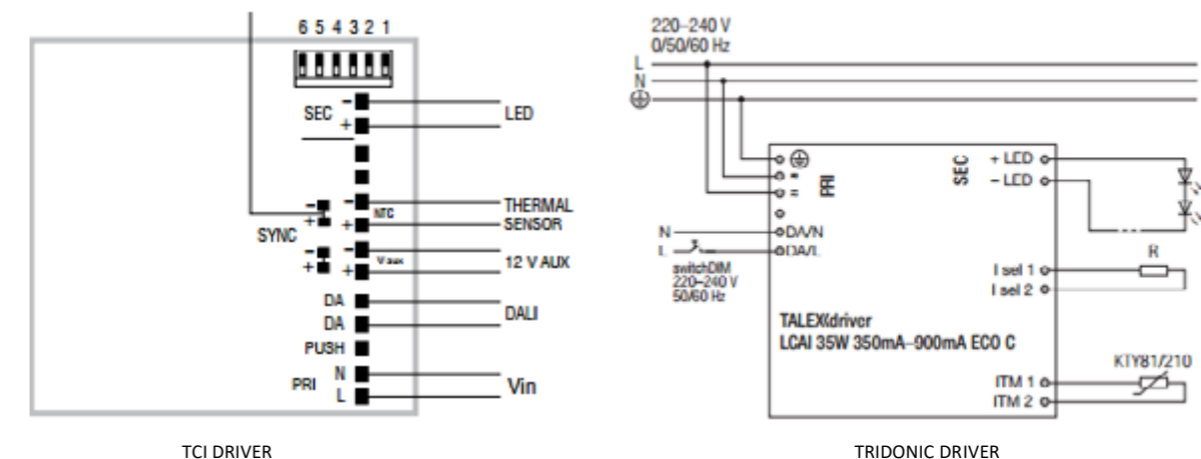 6 5 4 3 2 1
SEC
-
+
LED
-
+
NTC
THERMAL
SENSOR
SYNC
-
+
-
+
-
+
V aux
12 V AUX
DA
DA
DALI
PUSH
PRI
N
L
Vin
TCI DRIVER
220–240 V
0/50/60 Hz
L
N
PRI
SEC
+ LED
– LED
N
DA/N
L
DA/L
switchDIM
220–240 V
50/60 Hz
R
I sel 1
I sel 2
TALEXXdriver
LCAI 35W 350mA–900mA ECO C
KTY81/210
ITM 1
ITM 2
TRIDONIC DRIVER